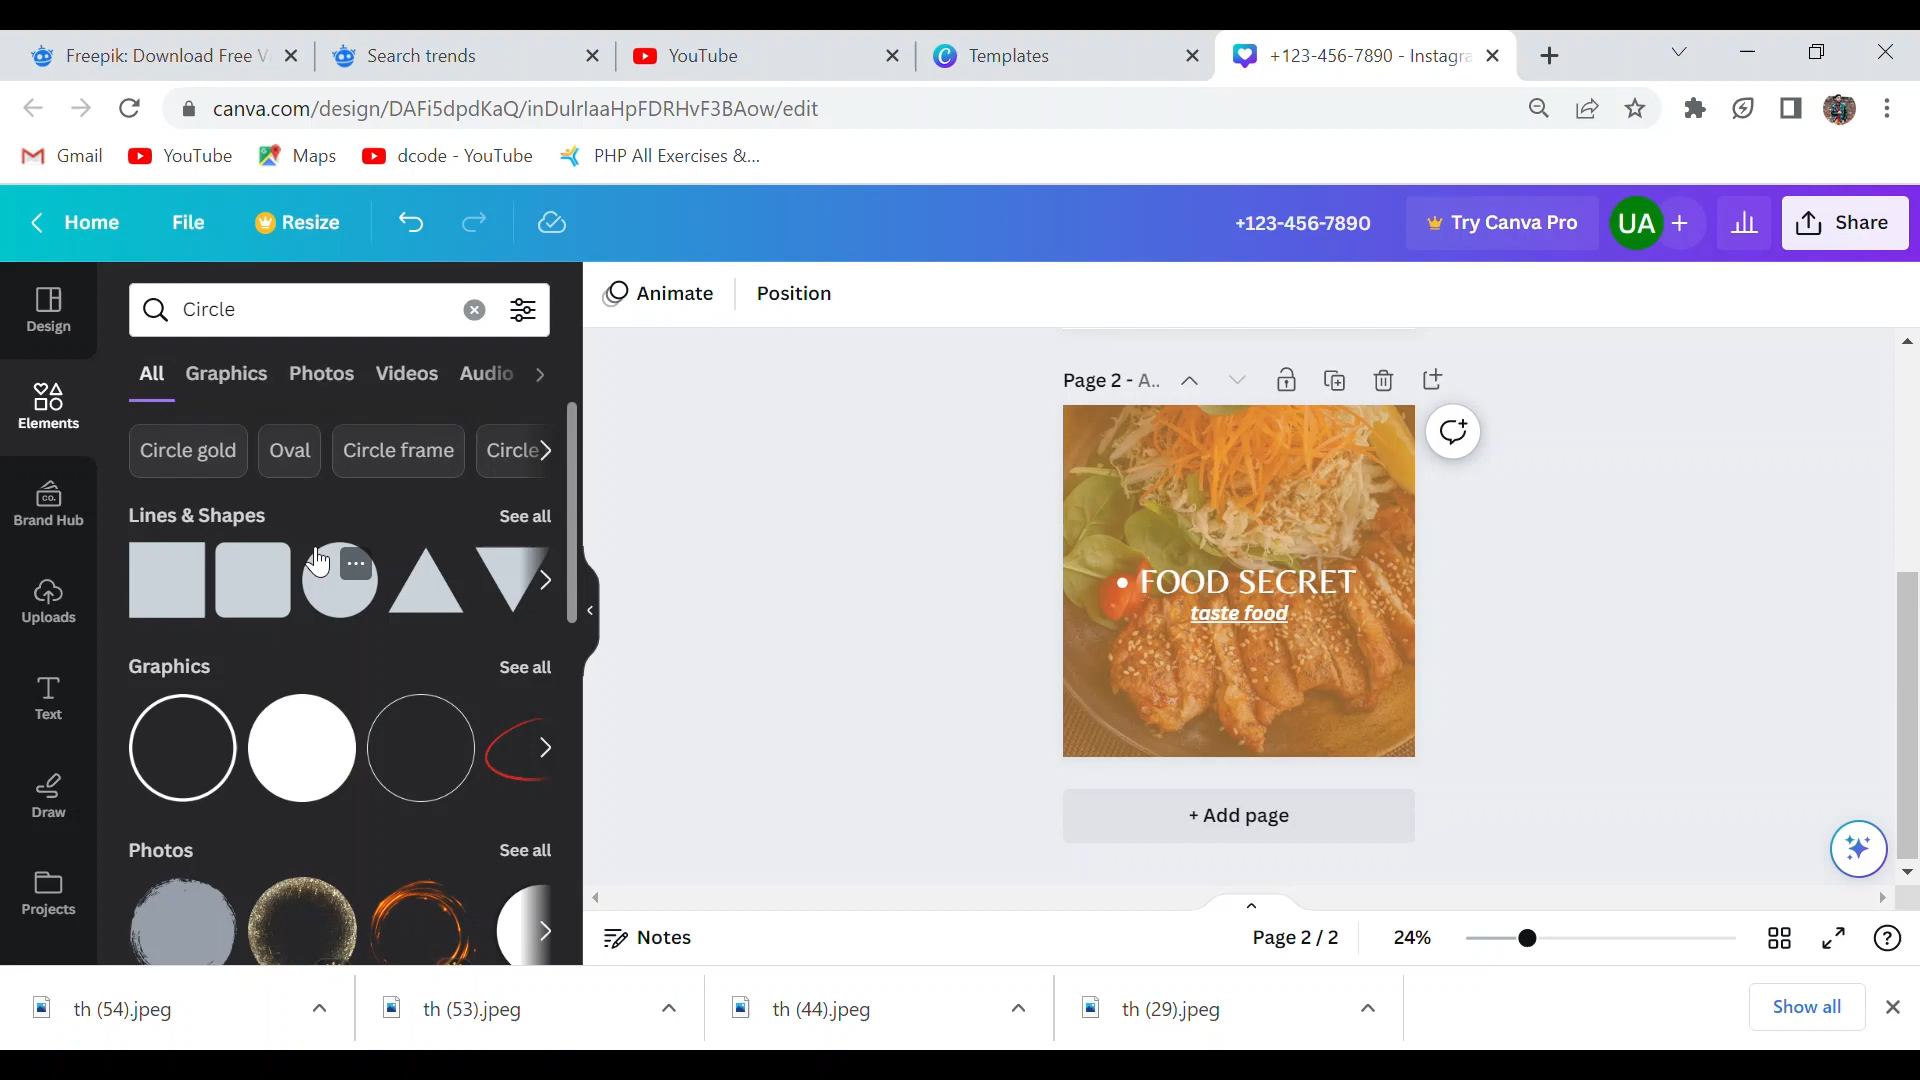 Freepik: Download Free V
Search trends
YouTube
Templates
+123-456-7890 - Instagra
canva.com/design/DAFi5dpdKaQ/inDulrlaaHpFDRHvF3BAow/edit
Gmail
YouTube
Maps
dcode - YouTube
PHP All Exercises &...
Home
File
Resize
+123-456-7890
Try Canva Pro
UA
Share
Design
Elements
Brand Hub
CO.
Uploads
Text
Draw
Projects
Circle
All
Graphics
Photos
Videos
Audio
Circle gold
Oval
Circle frame
Circle
Lines & Shapes
See all
Graphics
See all
Photos
See all
Animate
Position
Page 2 - A..
• FOOD SECRET
taste food
+ Add page
Notes
Page 2 / 2
24%
th (54).jpeg
th (53).jpeg
th (44).jpeg
th (29).jpeg
Show all